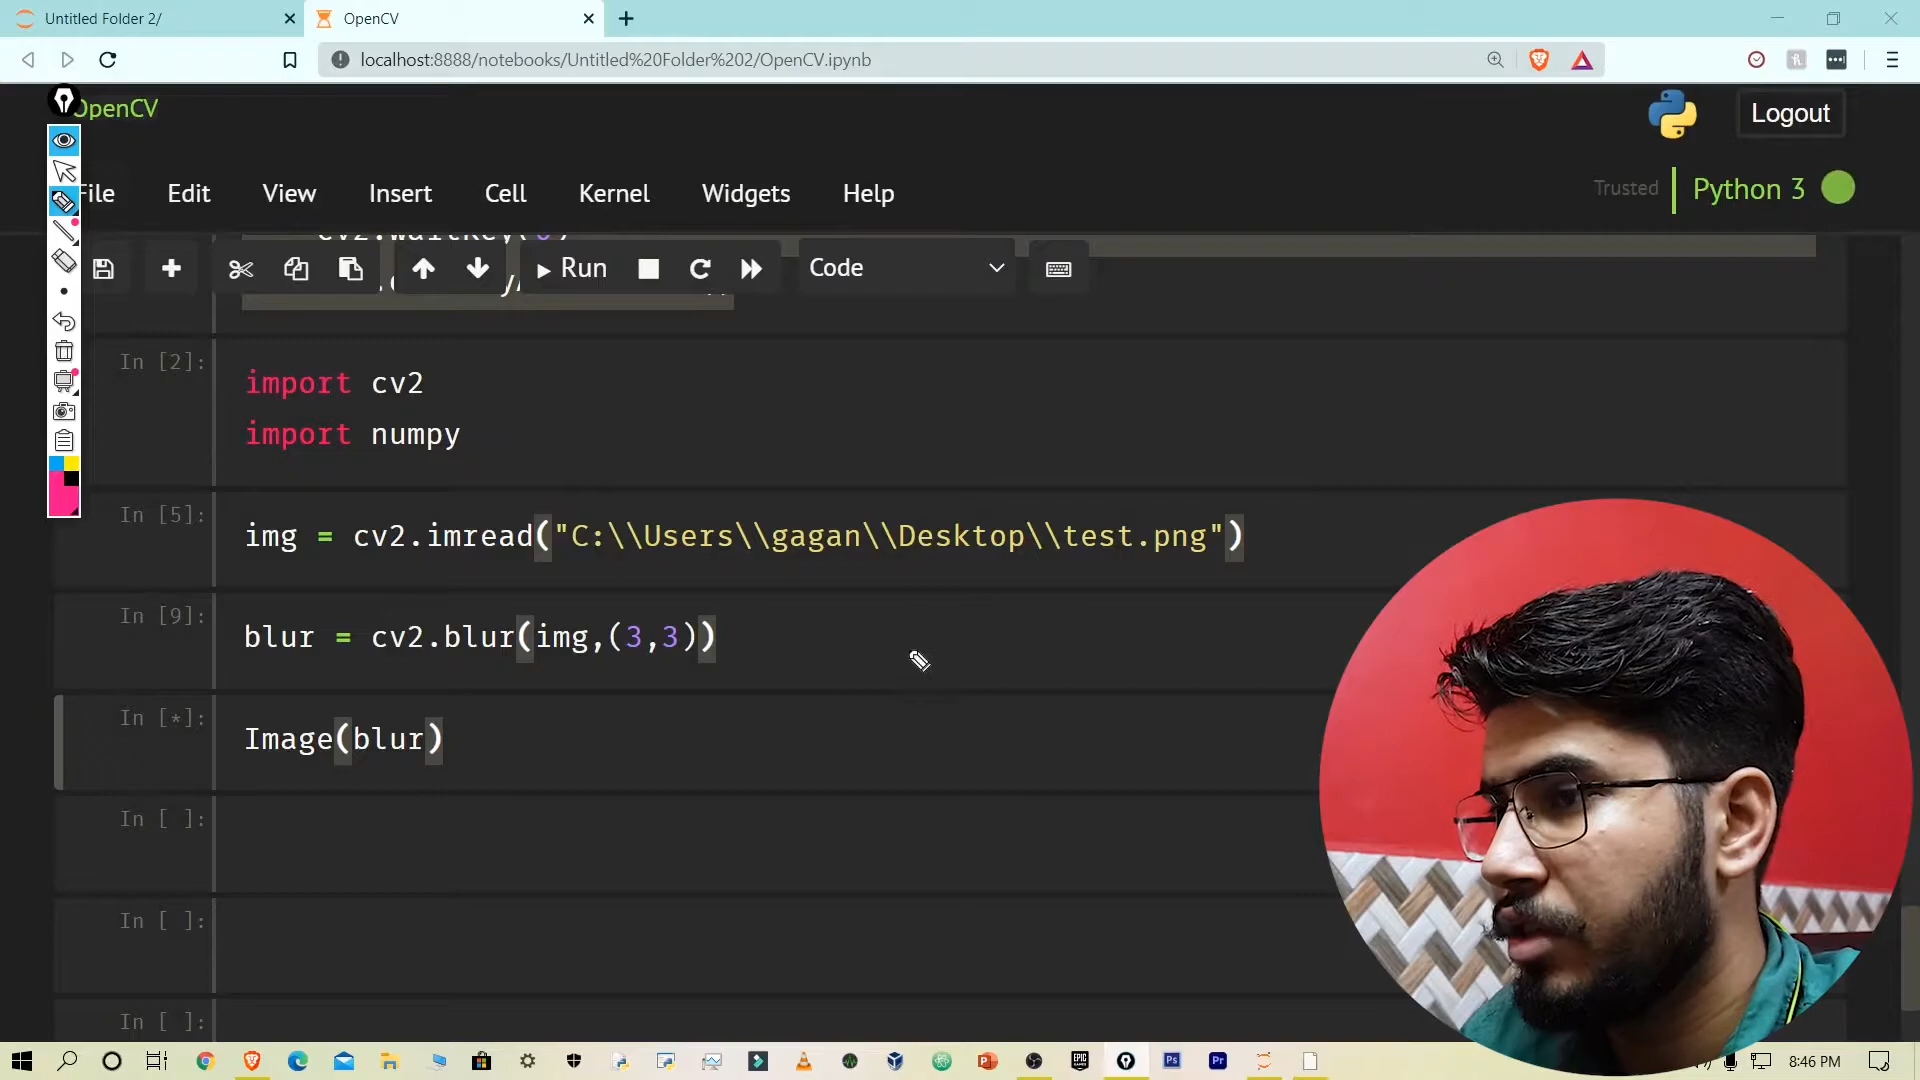 Untitled Folder 2/
OpenCV
localhost:8888/notebooks/Untitled%20Folder%202/OpenCV.ipynb
OpenCV
Logout
File Edit View Insert Cell Kernel Widgets Help
Trusted Python 3
Run
Code
In [2]:
import cv2
import numpy
In [5]:
img = cv2.imread("C:\\Users\\gagan\\Desktop\\test.png")
In [9]:
blur = cv2.blur(img,(3,3))
In [*]:
Image(blur)
In [ ]:
In [ ]:
In [ ]:
8:46 PM